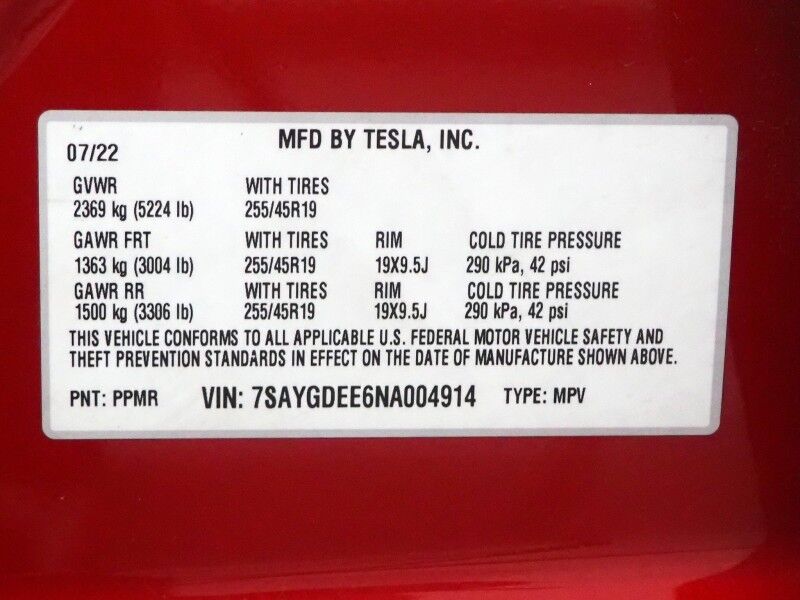 07/22 MFD BY TESLA, INC.
GVWR WITH TIRES
2369 kg (5224 lb) 255/45R19
GAWR FRT WITH TIRES RIM COLD TIRE PRESSURE
1363 kg (3004 lb) 255/45R19 19X9.5J 290 kPa, 42 psi
GAWR RR WITH TIRES RIM COLD TIRE PRESSURE
1500 kg (3306 lb) 255/45R19 19X9.5J 290 kPa, 42 psi
THIS VEHICLE CONFORMS TO ALL APPLICABLE U.S. FEDERAL MOTOR VEHICLE SAFETY AND
THEFT PREVENTION STANDARDS IN EFFECT ON THE DATE OF MANUFACTURE SHOWN ABOVE.
PNT: PPMR VIN: 7SAYGDEE6NA004914 TYPE: MPV